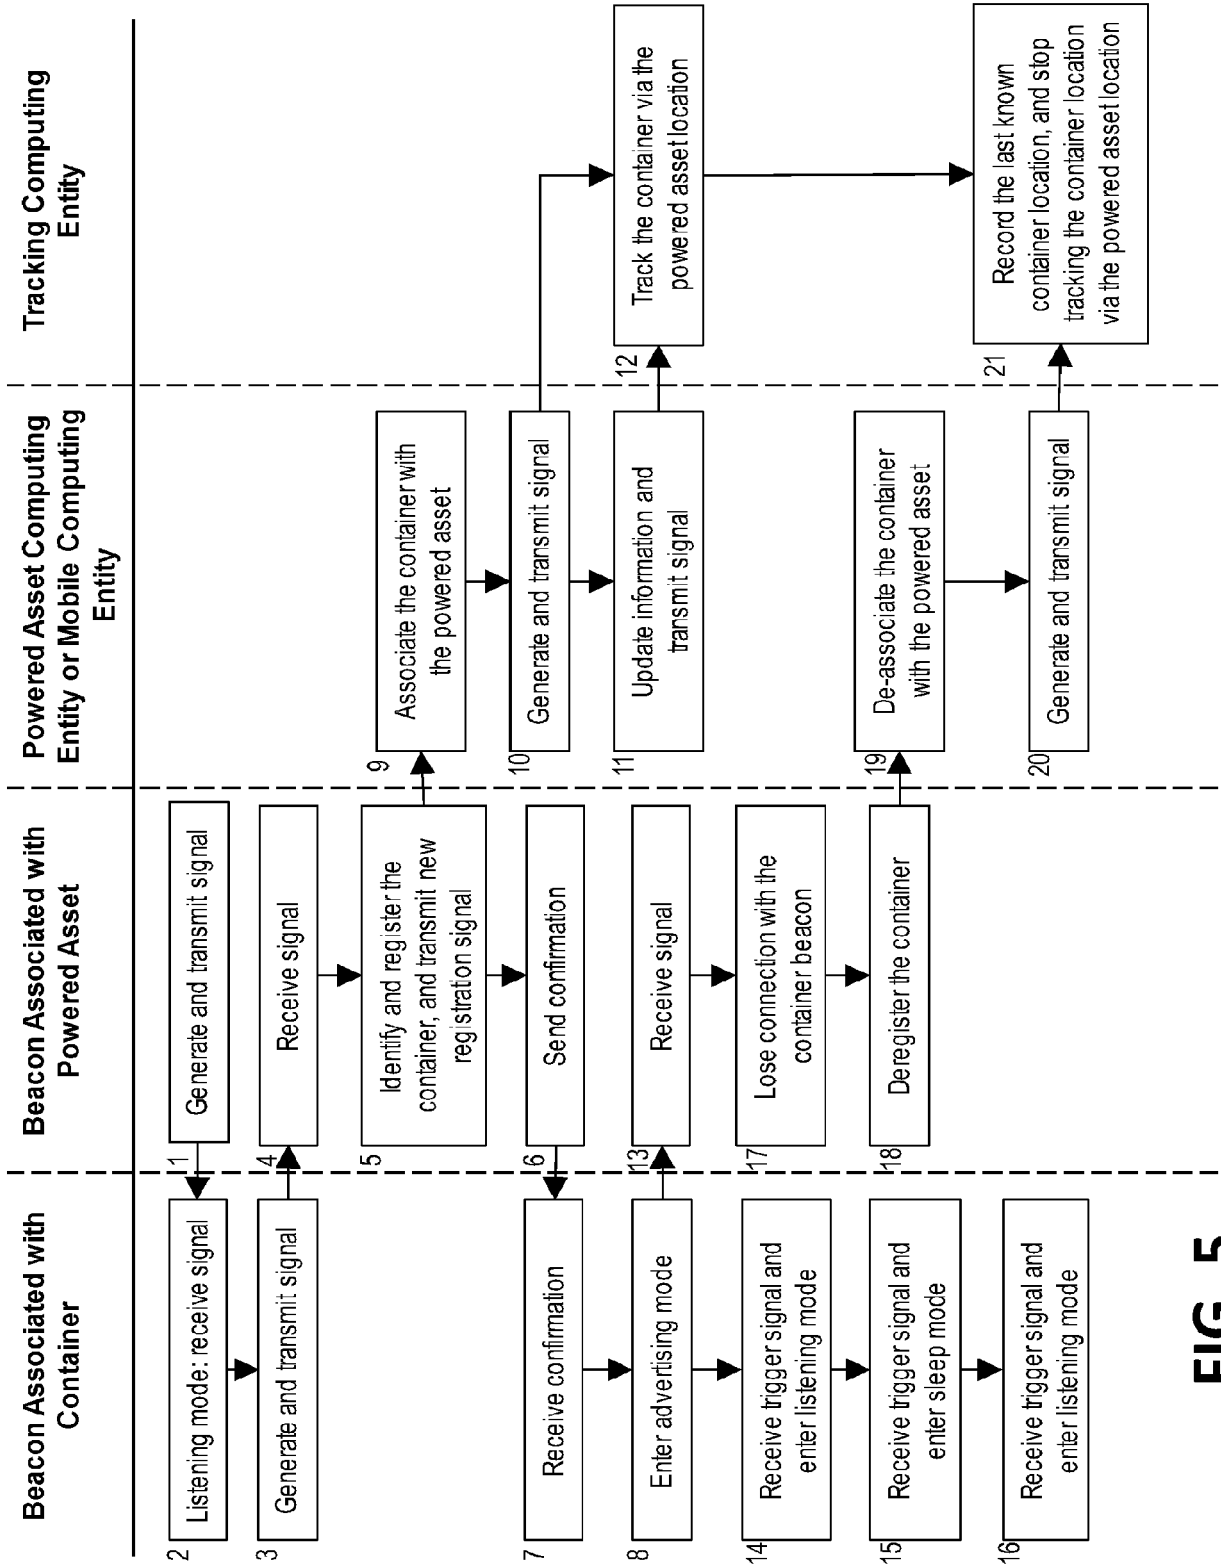 Beacon Associated with
Container
Beacon Associated with
Powered Asset
Powered Asset Computing
Entity or Mobile Computing
Entity
Tracking Computing
Entity
1
Generate and transmit signal
2
Listening mode: receive signal
3
Generate and transmit signal
4
Receive signal
5
Identify and register the
container, and transmit new
registration signal
9
Associate the container with
the powered asset
6
Send confirmation
10
Generate and transmit signal
7
Receive confirmation
11
Update information and
transmit signal
12
Track the container via the
powered asset location
8
Enter advertising mode
13
Receive signal
14
Receive trigger signal and
enter listening mode
17
Lose connection with the
container beacon
15
Receive trigger signal and
enter sleep mode
18
Deregister the container
19
De-associate the container
with the powered asset
16
Receive trigger signal and
enter listening mode
20
Generate and transmit signal
21
Record the last known
container location, and stop
tracking the container location
via the powered asset location
FIG. 5